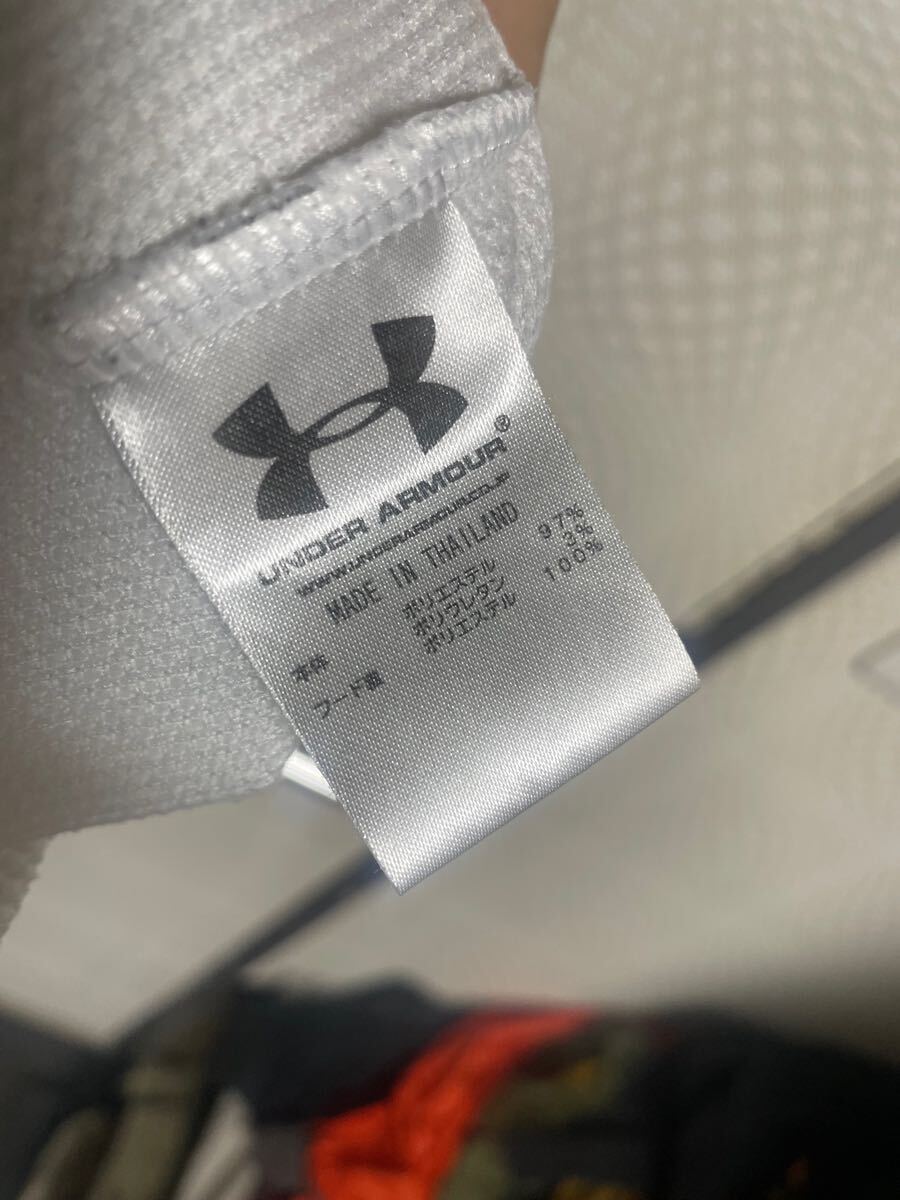 UNDER ARMOUR®
WWW.UNDERARMOUR.CO.JP
MADE IN THAILAND
本体 ポリエステル 97%
ポリウレタン 3%
フード裏 ポリエステル 100%